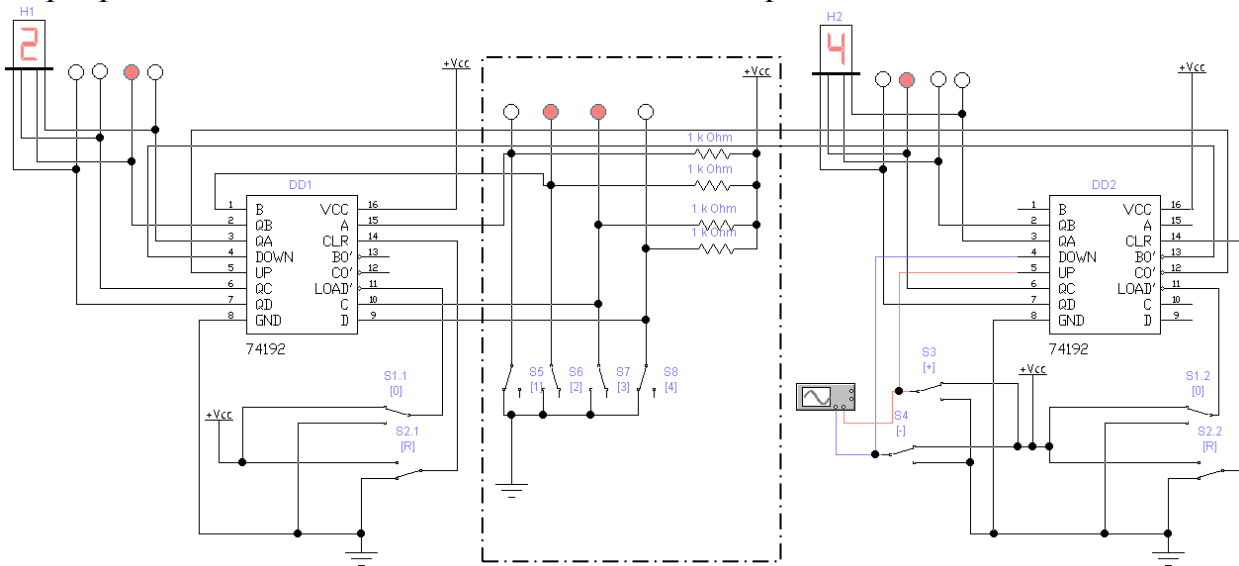 H1
2
H2
4
+Vcc
+Vcc
+Vcc
1 k Ohm
1 k Ohm
1 k Ohm
1 k Ohm
DD1
1 B VCC 16
2 QB A 15
3 QA CLR 14
4 DOWN BO' 13
5 UP CO' 12
6 QC LOAD' 11
7 QD C 10
8 GND D 9
74192
DD2
1 B VCC 16
2 QB A 15
3 QA CLR 14
4 DOWN BO' 13
5 UP CO' 12
6 QC LOAD' 11
7 QD C 10
8 GND D 9
74192
S1.1
[0]
+Vcc
S2.1
[R]
S5
[1]
S6
[2]
S7
[3]
S8
[4]
S3
[+]
S4
[-]
+Vcc
S1.2
[0]
S2.2
[R]